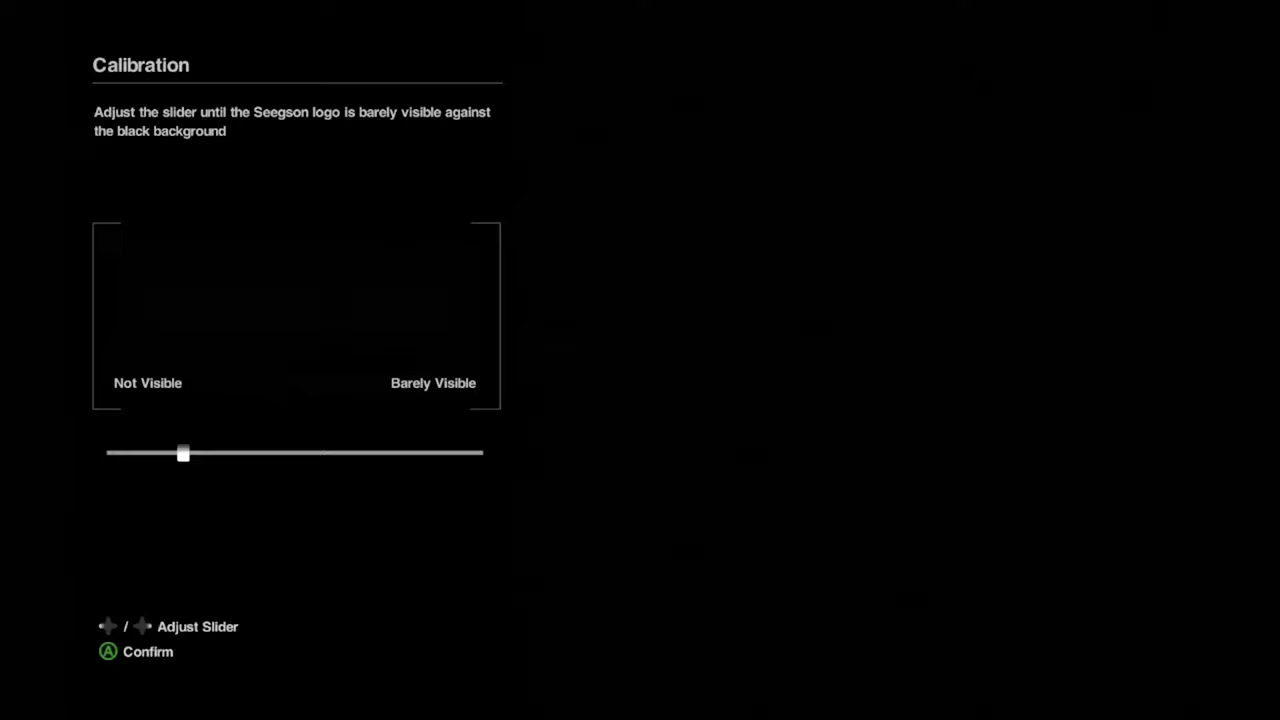 Calibration
Adjust the slider until the Seegson logo is barely visible against
the black background
Not Visible
Barely Visible
/ Adjust Slider
A Confirm